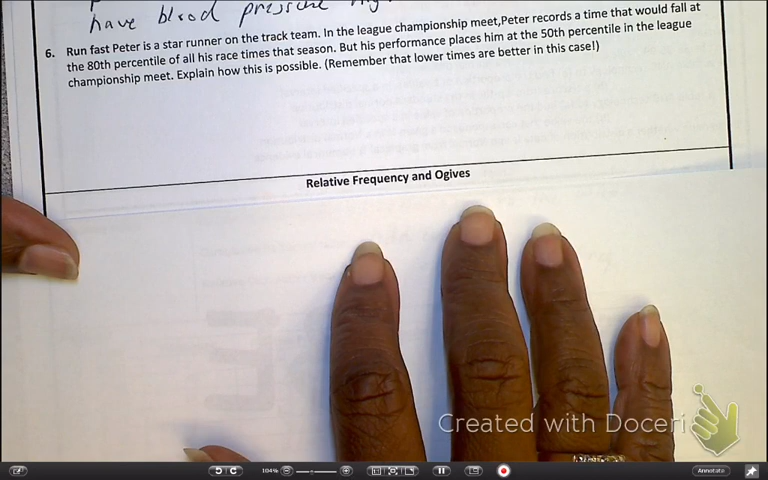 have blood pressure
6. Run fast Peter is a star runner on the track team. In the league championship meet,Peter records a time that would fall at
the 80th percentile of all his race times that season. But his performance places him at the 50th percentile in the league
championship meet. Explain how this is possible. (Remember that lower times are better in this case!)
Relative Frequency and Ogives
Created with Doceri
104%
Annotate